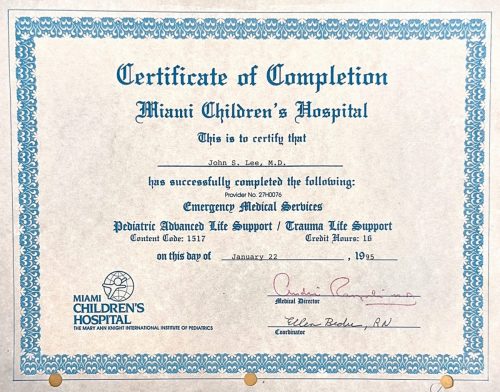 Certificate of Completion
Miami Children's Hospital
This is to certify that
John S. Lee, M.D.
has successfully completed the following:
Provider No. 27H0076
Emergency Medical Services
Pediatric Advanced Life Support / Trauma Life Support
Content Code: 1517 Credit Hours: 16
on this day of January 22, 1995
Medical Director
Ellen RN
Coordinator
MIAMI
CHILDREN'S
HOSPITAL
THE MARY ANN KNIGHT INTERNATIONAL INSTITUTE OF PEDIATRICS